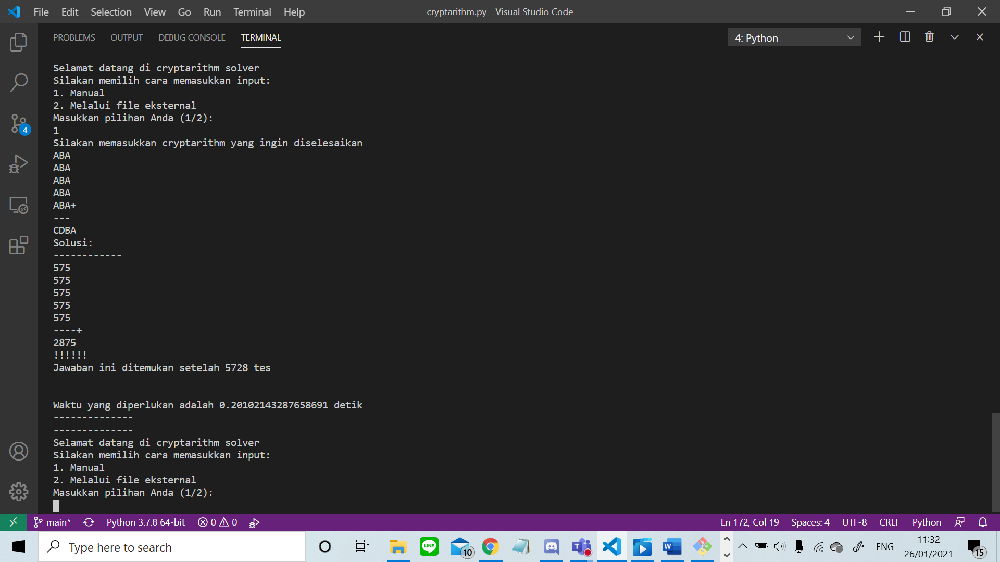 File Edit Selection View Go Run Terminal Help
cryptarithm.py - Visual Studio Code
PROBLEMS OUTPUT DEBUG CONSOLE TERMINAL
4: Python
Selamat datang di cryptarithm solver
Silakan memilih cara memasukkan input:
1. Manual
2. Melalui file eksternal
Masukkan pilihan Anda (1/2):
1
Silakan memasukkan cryptarithm yang ingin diselesaikan
ABA
ABA
ABA
ABA
ABA+
---
CDBA
Solusi:
------------
575
575
575
575
575
----+
2875
!!!!!!
Jawaban ini ditemukan setelah 5728 tes
Waktu yang diperlukan adalah 0.20102143287658691 detik
--------------
--------------
Selamat datang di cryptarithm solver
Silakan memilih cara memasukkan input:
1. Manual
2. Melalui file eksternal
Masukkan pilihan Anda (1/2):
4
main* Python 3.7.8 64-bit 0 0 Ln 172, Col 19 Spaces: 4 UTF-8 CRLF Python
Type here to search
LINE
10
T
W
ENG
11:32
26/01/2021
15